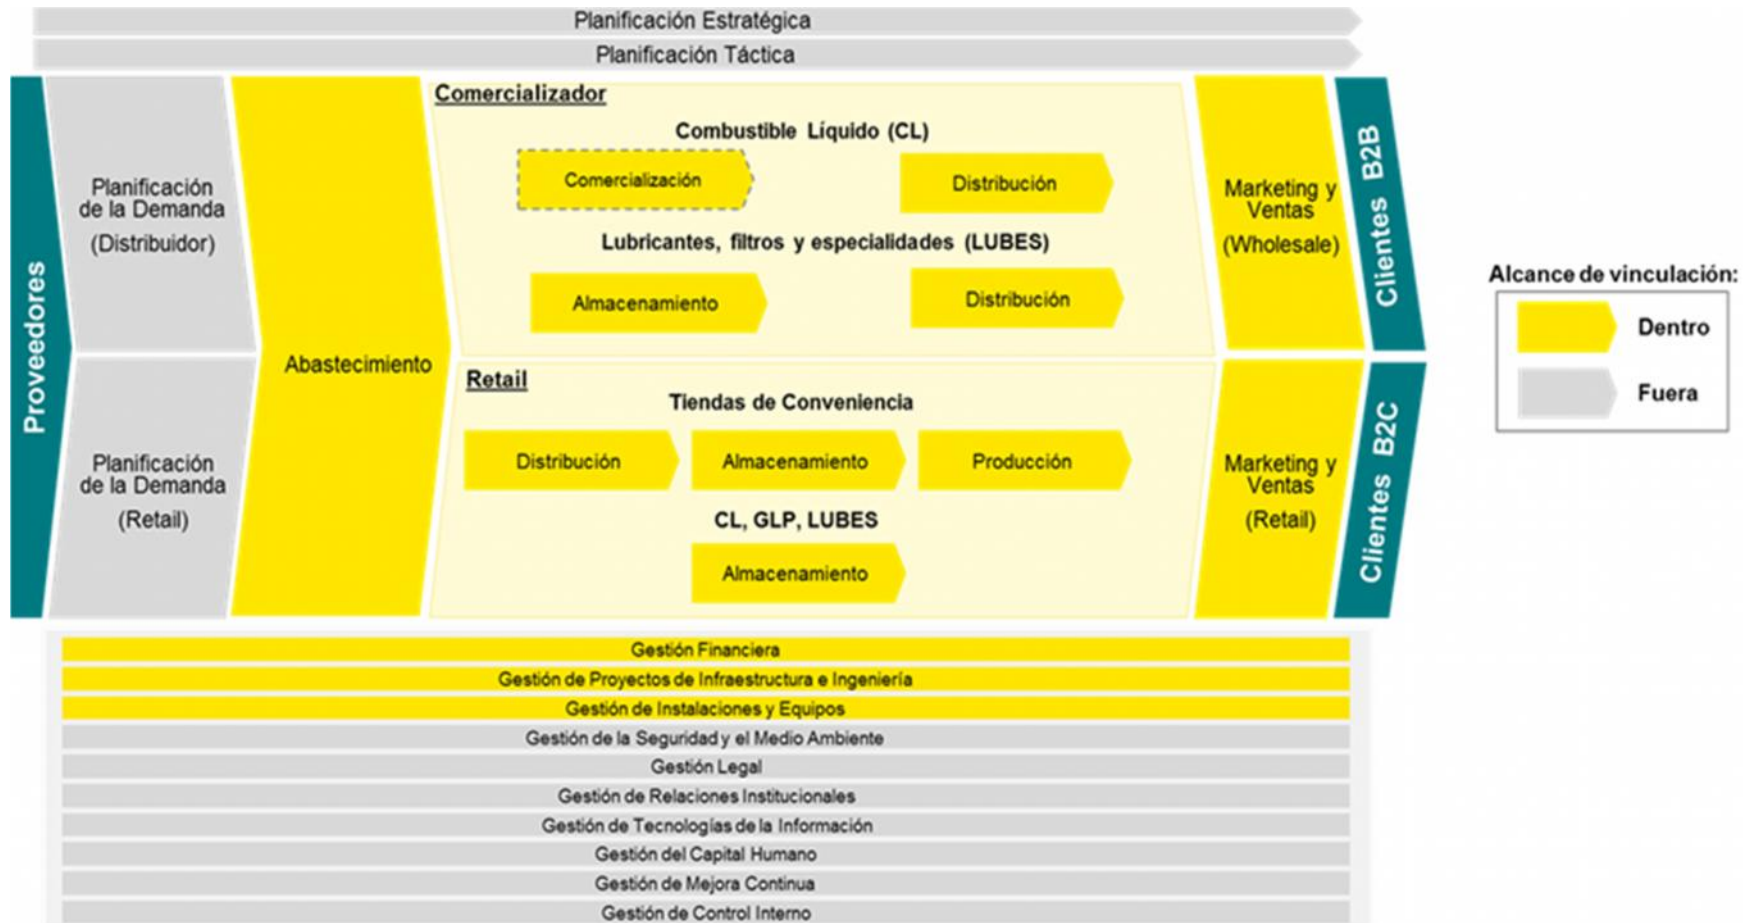 Planificación Estratégica
Planificación Táctica
Proveedores
Planificación
de la Demanda
(Distribuidor)
Planificación
de la Demanda
(Retail)
Abastecimiento
Comercializador
Combustible Líquido (CL)
Comercialización
Distribución
Lubricantes, filtros y especialidades (LUBES)
Almacenamiento
Distribución
Retail
Tiendas de Conveniencia
Distribución
Almacenamiento
Producción
CL, GLP, LUBES
Almacenamiento
Marketing y
Ventas
(Wholesale)
Marketing y
Ventas
(Retail)
Clientes B2B
Clientes B2C
Alcance de vinculación:
Dentro
Fuera
Gestión Financiera
Gestión de Proyectos de Infraestructura e Ingeniería
Gestión de Instalaciones y Equipos
Gestión de la Seguridad y el Medio Ambiente
Gestión Legal
Gestión de Relaciones Institucionales
Gestión de Tecnologías de la Información
Gestión del Capital Humano
Gestión de Mejora Continua
Gestión de Control Interno